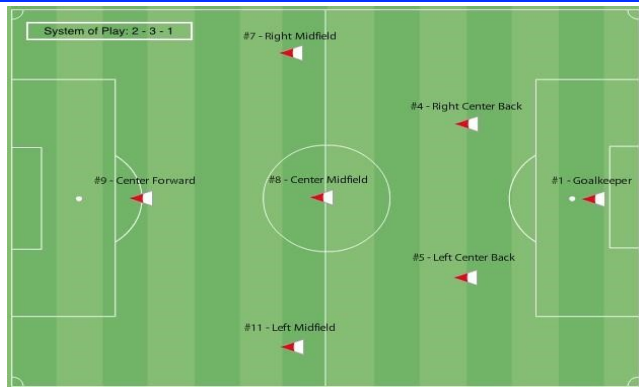 System of Play: 2 - 3 - 1
#7 - Right Midfield
#4 - Right Center Back
#9 - Center Forward
#8 - Center Midfield
#1 - Goalkeeper
#5 - Left Center Back
#11 - Left Midfield